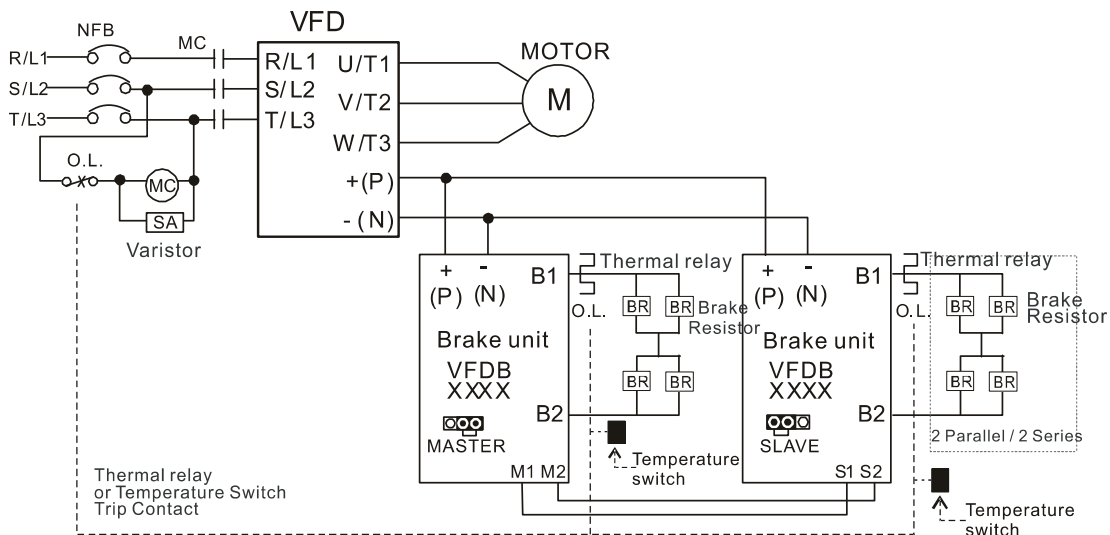 VFD
NFB
MC
MOTOR
R/L1
S/L2
T/L3
R/L1
S/L2
T/L3
U/T1
V/T2
W/T3
M
O.L.
MC
SA
Varistor
+(P)
-(N)
+
(P)
-
(N)
B1
Thermal relay
O.L.
BR
BR
Brake
Resistor
Brake unit
VFDB
XXXX
BR
BR
B2
MASTER
M1 M2
Temperature
switch
+
(P)
-
(N)
B1
Thermal relay
O.L.
BR
BR
Brake
Resistor
Brake unit
VFDB
XXXX
BR
BR
B2
SLAVE
2 Parallel / 2 Series
S1 S2
Temperature
switch
Thermal relay
or Temperature Switch
Trip Contact